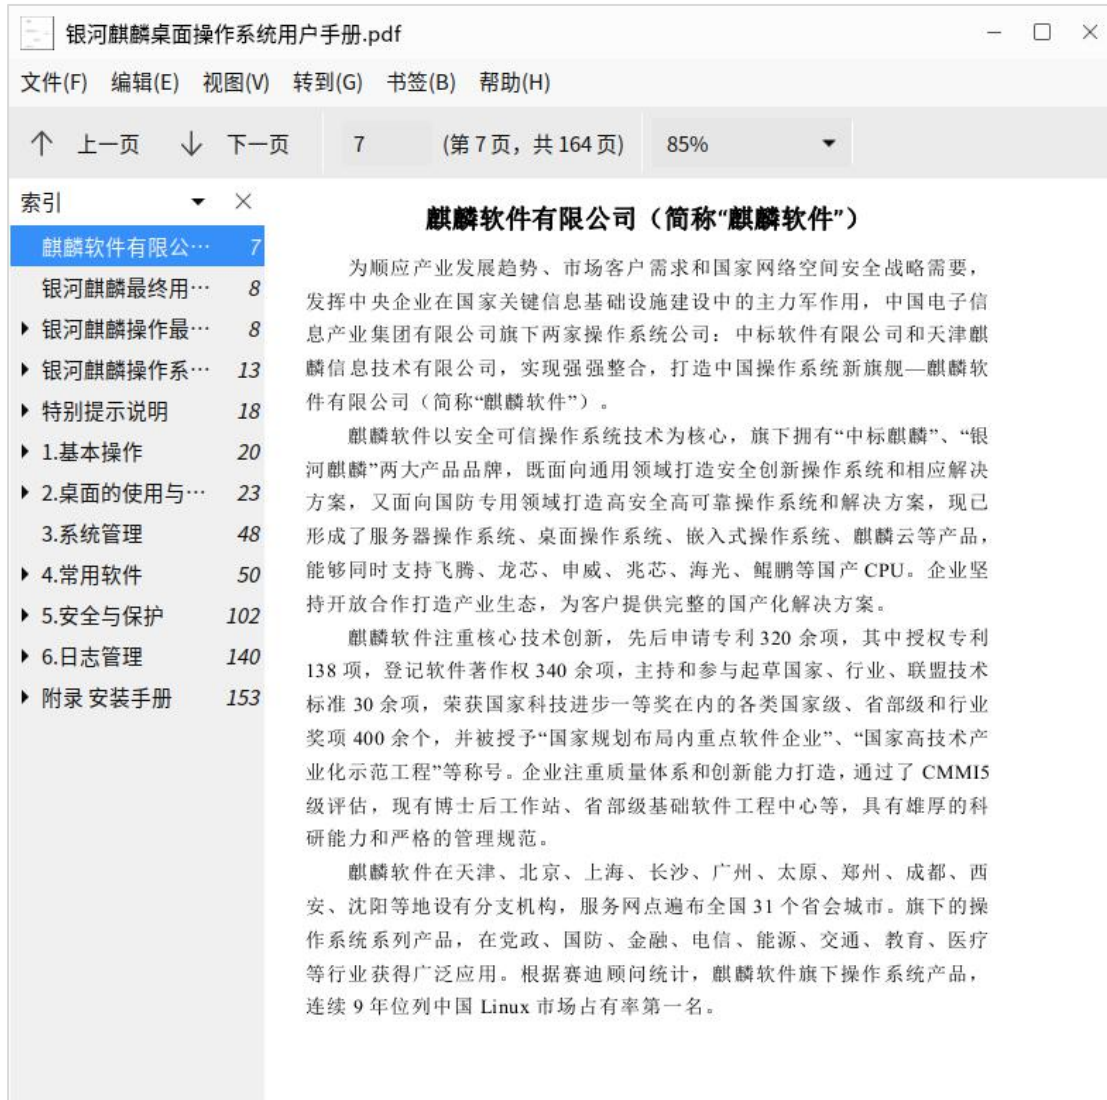 银河麒麟桌面操作系统用户手册.pdf
文件(F) 编辑(E) 视图(V) 转到(G) 书签(B) 帮助(H)
上一页 下一页 7 (第 7 页，共 164 页) 85%
索引
麒麟软件有限公… 7
银河麒麟最终用… 8
银河麒麟操作最… 8
银河麒麟操作系… 13
特别提示说明 18
1.基本操作 20
2.桌面的使用与… 23
3.系统管理 48
4.常用软件 50
5.安全与保护 102
6.日志管理 140
附录 安装手册 153
麒麟软件有限公司（简称“麒麟软件”）
为顺应产业发展趋势、市场客户需求和国家网络空间安全战略需要，
发挥中央企业在国家关键信息基础设施建设中的主力军作用，中国电子信
息产业集团有限公司旗下两家操作系统公司：中标软件有限公司和天津麒
麟信息技术有限公司，实现强强整合，打造中国操作系统新旗舰—麒麟软
件有限公司（简称“麒麟软件”）。
麒麟软件以安全可信操作系统技术为核心，旗下拥有“中标麒麟”、“银
河麒麟”两大产品品牌，既面向通用领域打造安全创新操作系统和相应解决
方案，又面向国防专用领域打造高安全高可靠操作系统和解决方案，现已
形成了服务器操作系统、桌面操作系统、嵌入式操作系统、麒麟云等产品，
能够同时支持飞腾、龙芯、申威、兆芯、海光、鲲鹏等国产 CPU。企业坚
持开放合作打造产业生态，为客户提供完整的国产化解决方案。
麒麟软件注重核心技术创新，先后申请专利 320 余项，其中授权专利
138 项，登记软件著作权 340 余项，主持和参与起草国家、行业、联盟技术
标准 30 余项，荣获国家科技进步一等奖在内的各类国家级、省部级和行业
奖项 400 余个，并被授予“国家规划布局内重点软件企业”、“国家高技术产
业化示范工程”等称号。企业注重质量体系和创新能力打造，通过了 CMMI5
级评估，现有博士后工作站、省部级基础软件工程中心等，具有雄厚的科
研能力和严格的管理规范。
麒麟软件在天津、北京、上海、长沙、广州、太原、郑州、成都、西
安、沈阳等地设有分支机构，服务网点遍布全国 31 个省会城市。旗下的操
作系统系列产品，在党政、国防、金融、电信、能源、交通、教育、医疗
等行业获得广泛应用。根据赛迪顾问统计，麒麟软件旗下操作系统产品，
连续 9 年位列中国 Linux 市场占有率第一名。